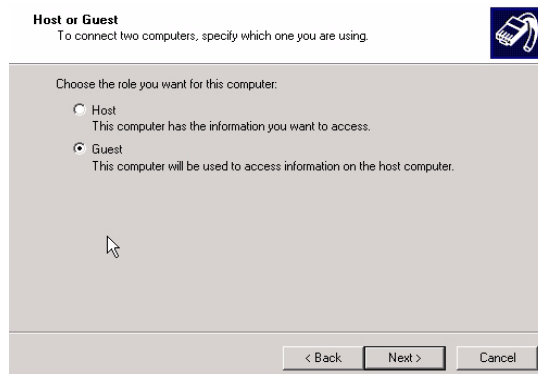 Host or Guest
To connect two computers, specify which one you are using.
Choose the role you want for this computer:
Host
This computer has the information you want to access.
Guest
This computer will be used to access information on the host computer.
< Back Next > Cancel